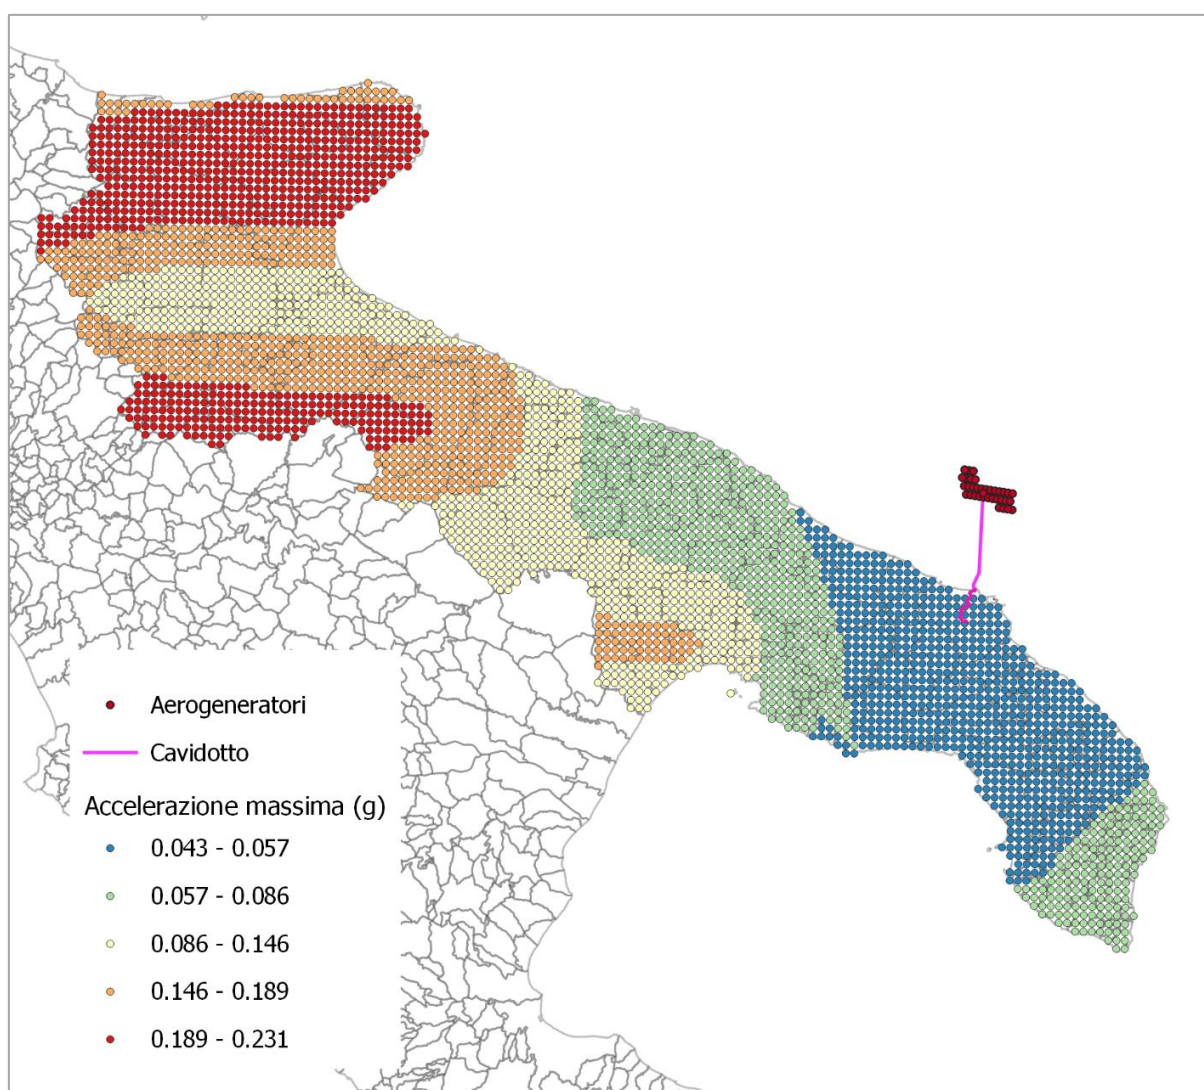 Aerogeneratori
Cavidotto
Accelerazione massima (g)
0.043 - 0.057
0.057 - 0.086
0.086 - 0.146
0.146 - 0.189
0.189 - 0.231